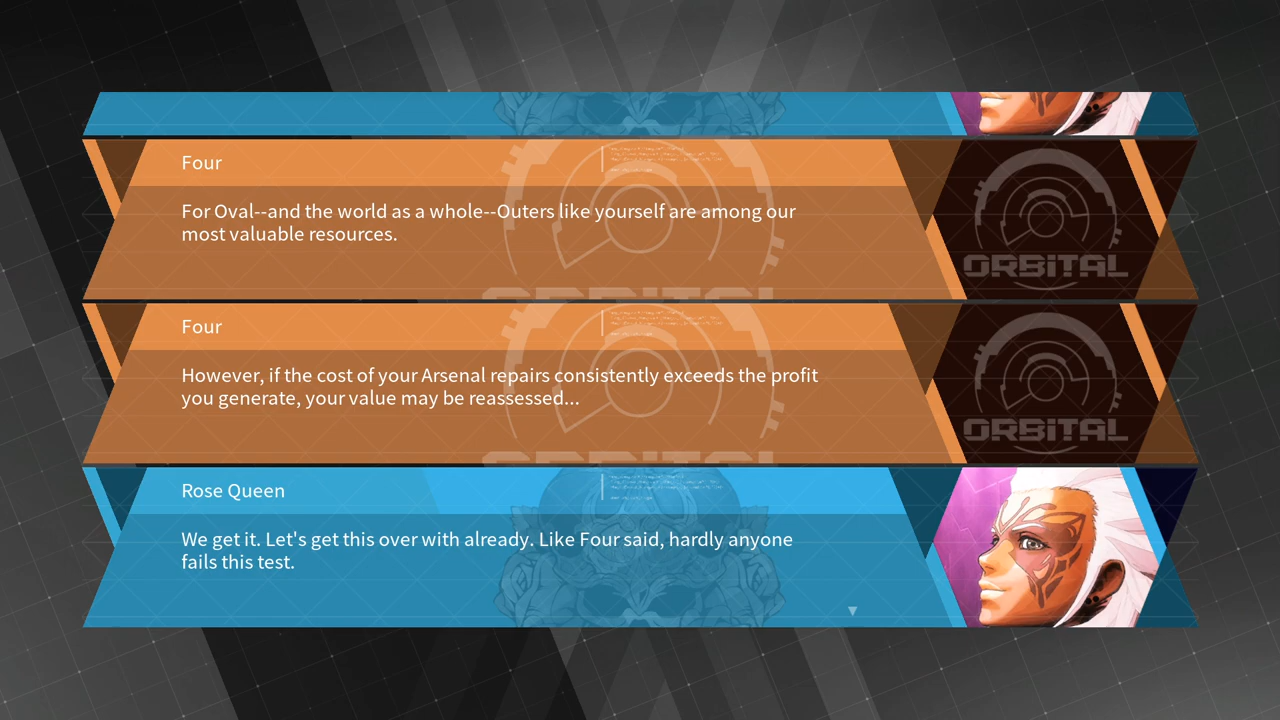 Four
For Oval--and the world as a whole--Outers like yourself are among our
most valuable resources.
ORBITAL
Four
However, if the cost of your Arsenal repairs consistently exceeds the profit
you generate, your value may be reassessed...
ORBITAL
Rose Queen
We get it. Let's get this over with already. Like Four said, hardly anyone
fails this test.